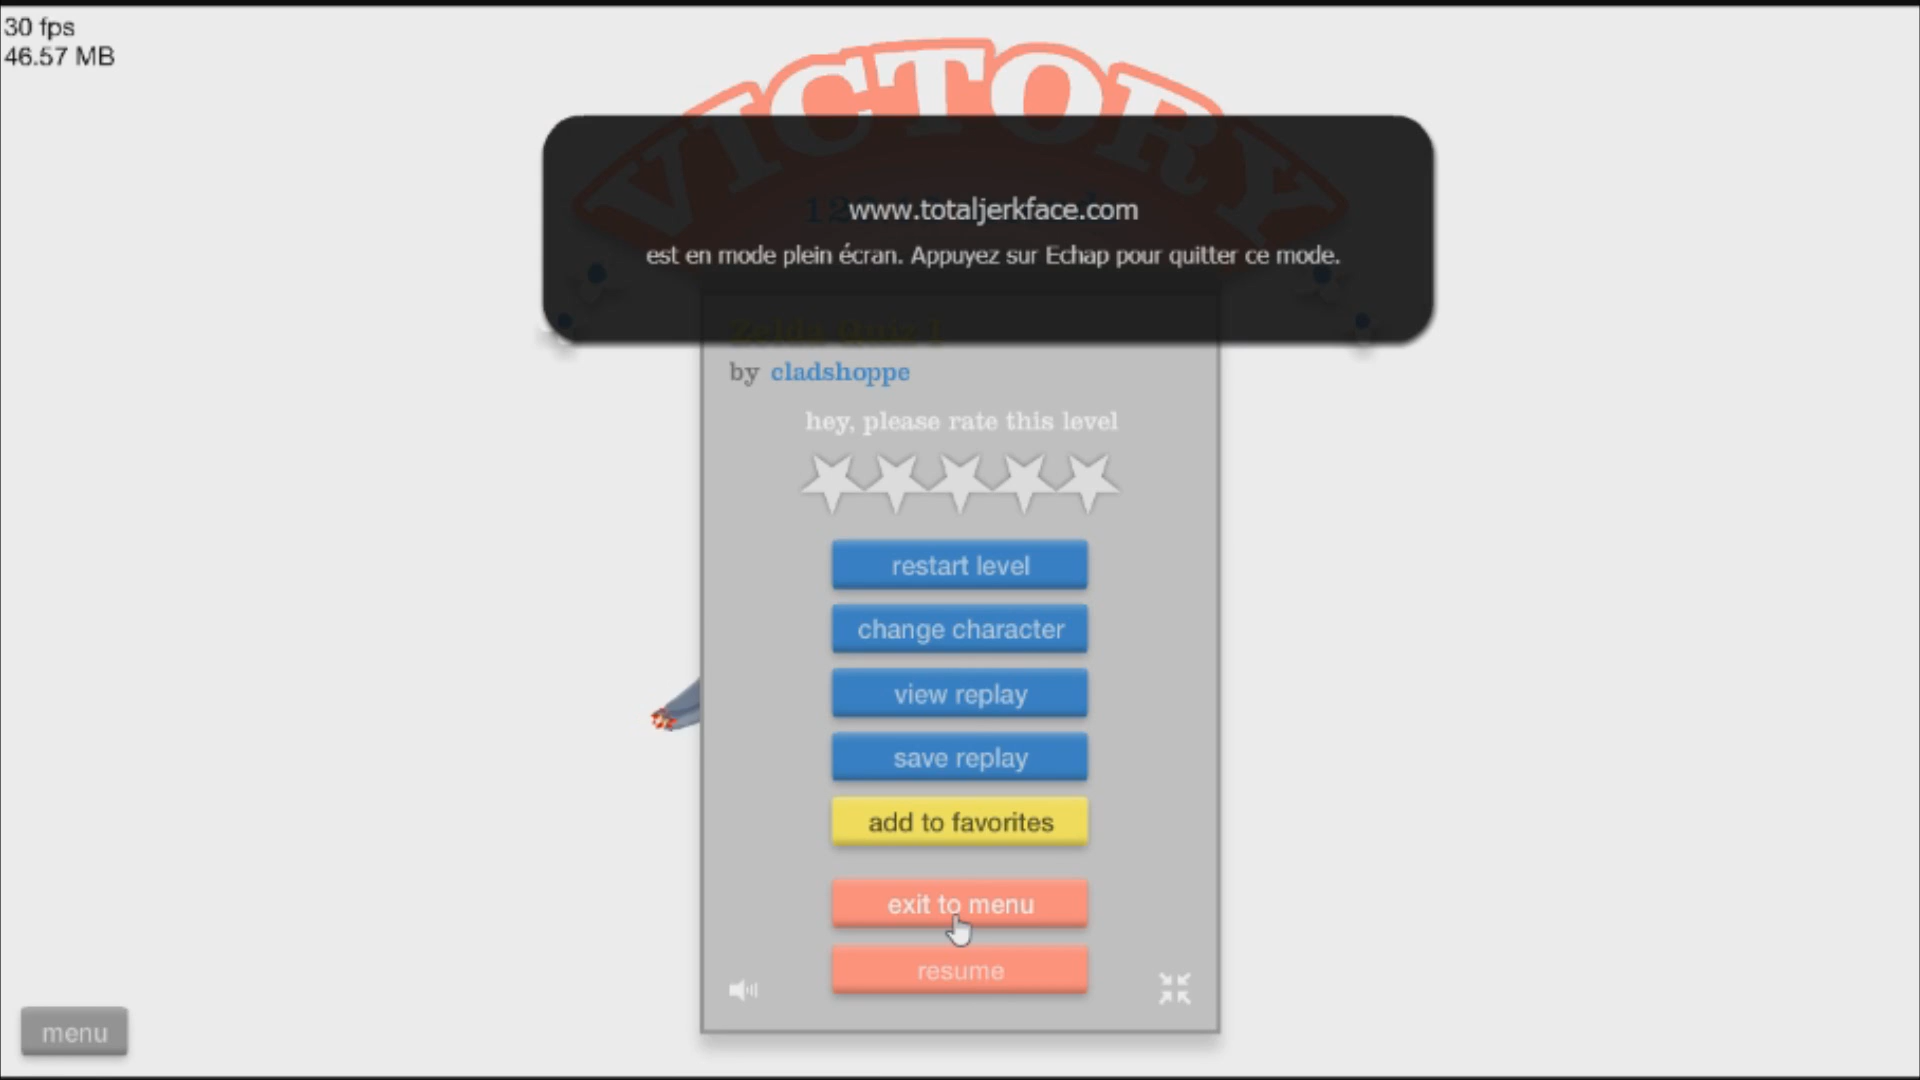 30 fps
46.57 MB
VICTORY
www.totaljerkface.com
est en mode plein écran. Appuyez sur Echap pour quitter ce mode.
Zelda Quiz !
by cladshoppe
hey, please rate this level
restart level
change character
view replay
save replay
add to favorites
exit to menu
resume
menu